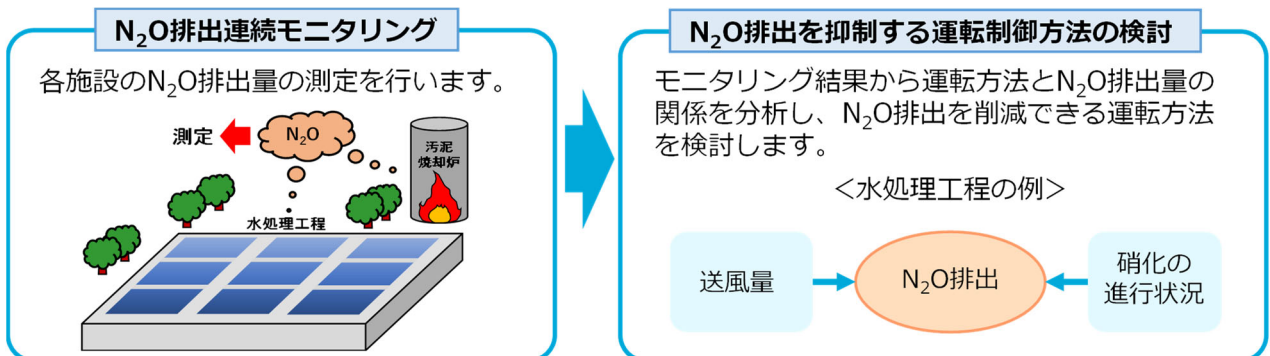 N₂O排出連続モニタリング
各施設のN₂O排出量の測定を行います。
測定
N₂O
汚泥
焼却炉
水処理工程
N₂O排出を抑制する運転制御方法の検討
モニタリング結果から運転方法とN₂O排出量の
関係を分析し、N₂O排出を削減できる運転方法
を検討します。
＜水処理工程の例＞
送風量
N₂O排出
硝化の
進行状況